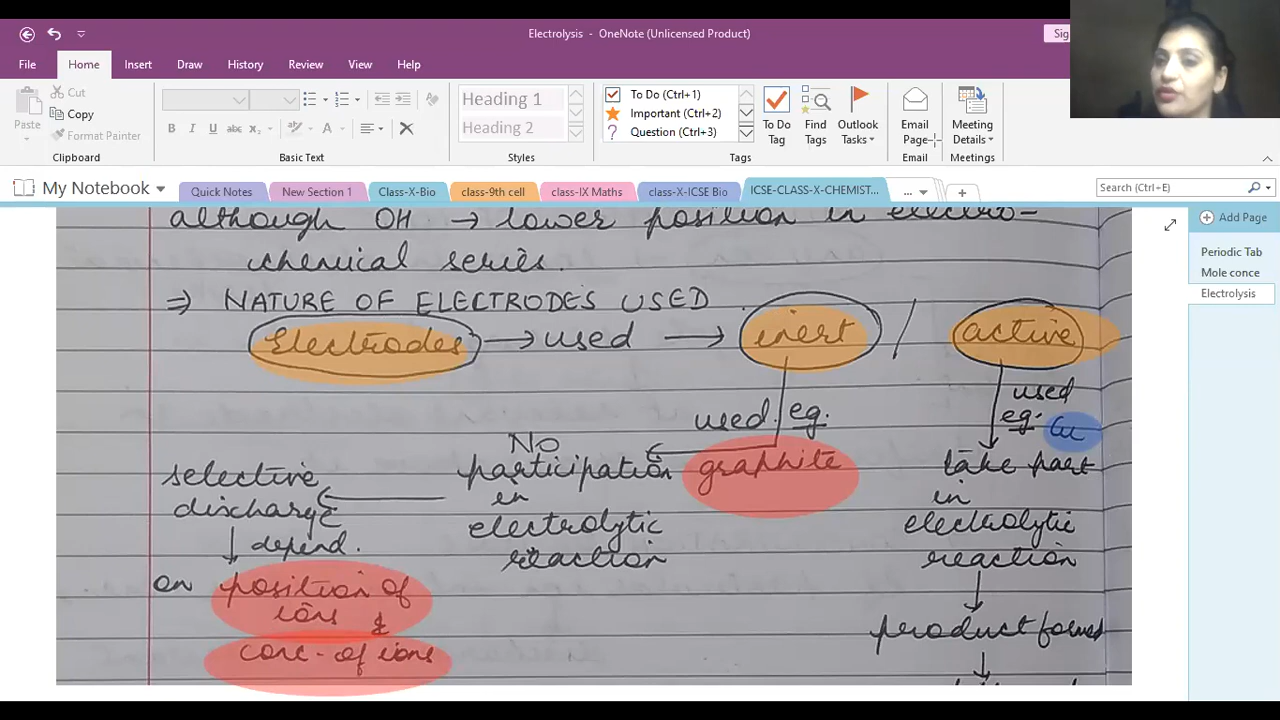 Electrolysis - OneNote (Unlicensed Product)
Sig
File Home Insert Draw History Review View Help
Paste
Cut
Copy
Format Painter
Clipboard
B I U abc x₂
Basic Text
Heading 1
Heading 2
Styles
To Do (Ctrl+1)
Important (Ctrl+2)
? Question (Ctrl+3)
To Do Tag
Find Tags
Outlook Tasks
Tags
Email Page
Email
Meeting Details
Meetings
My Notebook
Quick Notes
New Section 1
Class-X-Bio
class-9th cell
class-IX Maths
class-X-ICSE Bio
ICSE-CLASS-X-CHEMIST...
...
Search (Ctrl+E)
Add Page
Periodic Tab
Mole conce
Electrolysis
although OH → lower position in electro-
chemical series.
⇒ NATURE OF ELECTRODES USED.
Electrodes → used → inert / active
used eg. graphite
No participation
in
electrolytic
reaction
selective
discharge
↓ depend.
on position of
ions &
conc. of ions
used
eg. Cu
take part
in
electrolytic
reaction
↓
product formed
↓